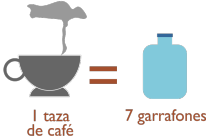 =
1 taza
de café
7 garrafones